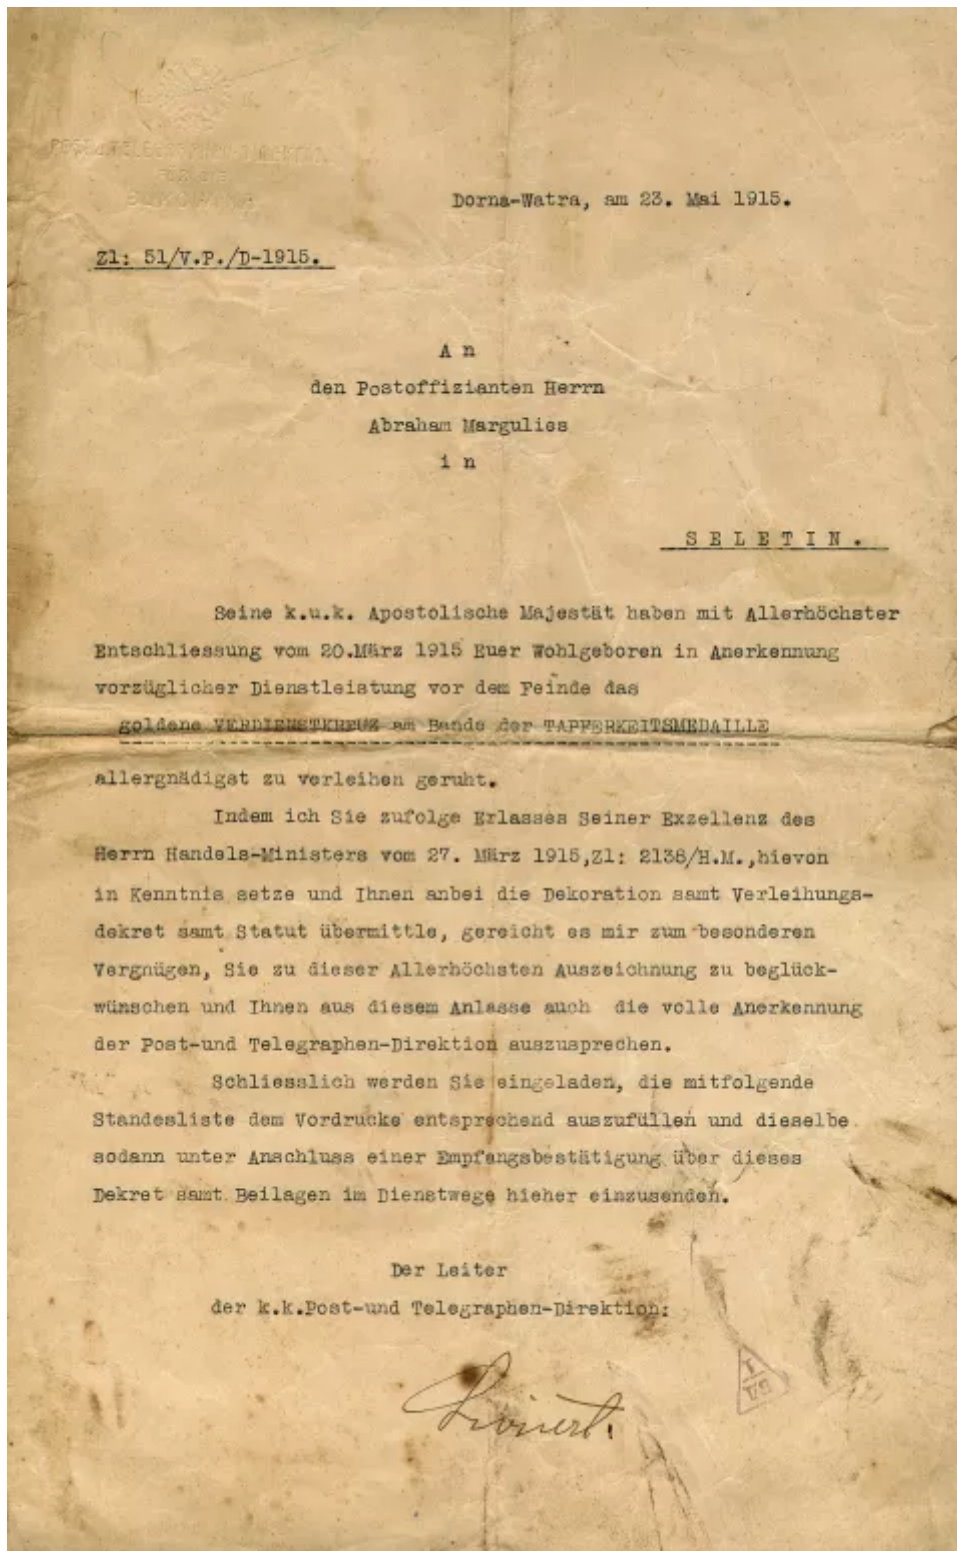 POST-U.TELEGRAPHEN-DIREKTION
FÜR DIE
BUKOWINA
Dorna-Watra, am 23. Mai 1915.
Zl: 51/V.P./D-1915.
A n
den Postoffizianten Herrn
Abraham Margulies
i n
S E L E T I N .
Seine k.u.k. Apostolische Majestät haben mit Allerhöchster
Entschliessung vom 20.März 1915 Euer Wohlgeboren in Anerkennung
vorzüglicher Dienstleistung vor dem Feinde das
goldene VERDIENSTKREUZ am Bande der TAPFERKEITSMEDAILLE
allergnädigst zu verleihen geruht.
Indem ich Sie zufolge Erlasses Seiner Exzellenz des
Herrn Handels-Ministers vom 27. März 1915,Zl: 2138/H.M.,hievon
in Kenntnis setze und Ihnen anbei die Dekoration samt Verleihungs-
dekret samt Statut übermittle, gereicht es mir zum besonderen
Vergnügen, Sie zu dieser Allerhöchsten Auszeichnung zu beglück-
wünschen und Ihnen aus diesem Anlasse auch die volle Anerkennung
der Post-und Telegraphen-Direktion auszusprechen.
Schliesslich werden Sie eingeladen, die mitfolgende
Standesliste dem Vordrucke entsprechend auszufüllen und dieselbe
sodann unter Anschluss einer Empfangsbestätigung über dieses
Dekret samt Beilagen im Dienstwege hieher einzusenden.
Der Leiter
der k.k.Post-und Telegraphen-Direktion: